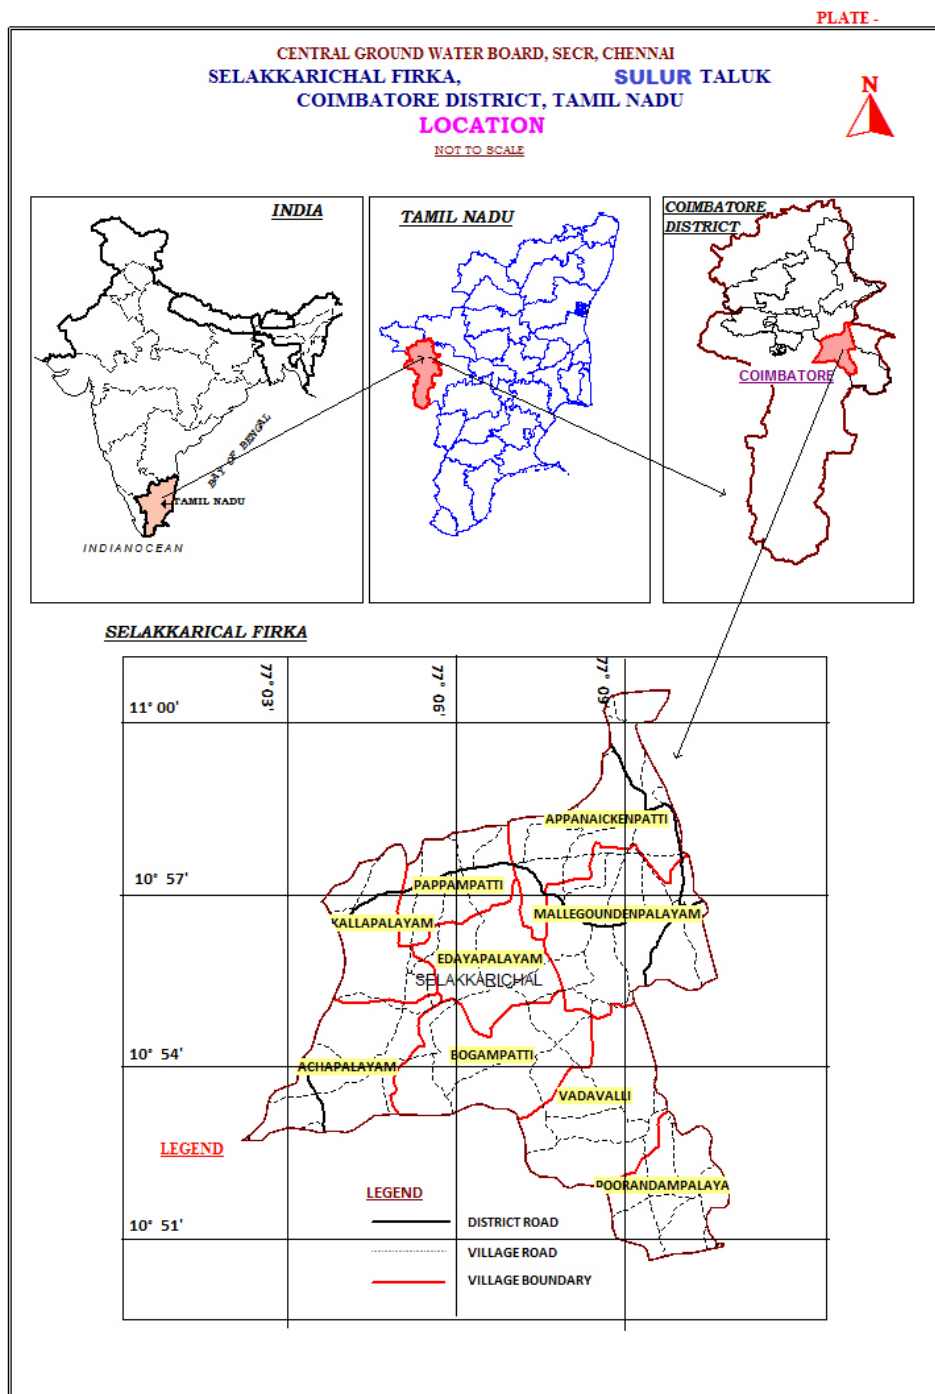 PLATE -
CENTRAL GROUND WATER BOARD, SECR, CHENNAI
SELAKKARICHAL FIRKA, SULUR TALUK
COIMBATORE DISTRICT, TAMIL NADU
LOCATION
NOT TO SCALE
N
INDIA
BAY OF BENGAL
TAMIL NADU
INDIANOCEAN
TAMIL NADU
COIMBATORE
DISTRICT
COIMBATORE
SELAKKARICAL FIRKA
77° 03'
77° 06'
77° 09'
11° 00'
10° 57'
10° 54'
10° 51'
APPANAICKENPATTI
PAPPAMPATTI
KALLAPALAYAM
MALLEGOUNDENPALAYAM
EDAYAPALAYAM
SELAKKARICHAL
BOGAMPATTI
ACHAPALAYAM
VADAVALLI
POORANDAMPALAYA
LEGEND
LEGEND
DISTRICT ROAD
VILLAGE ROAD
VILLAGE BOUNDARY